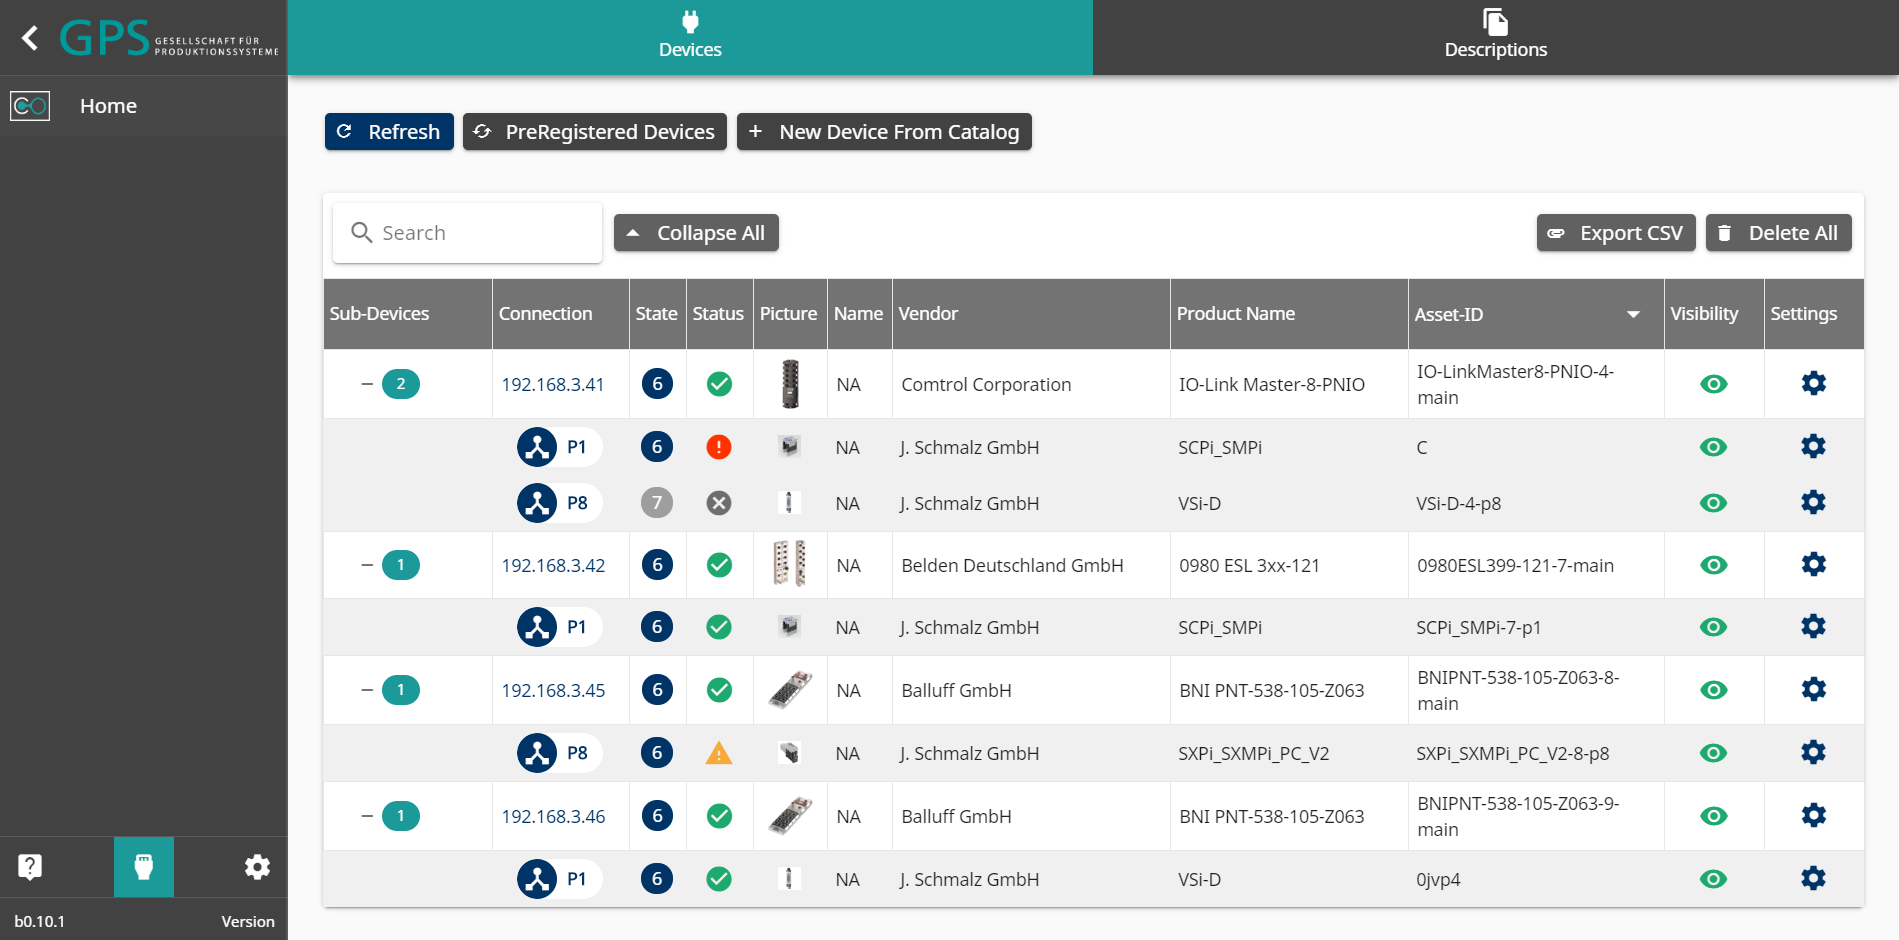 GPS GESELLSCHAFT FÜR
PRODUKTIONSSYSTEME
Devices
Descriptions
CO Home
Refresh
PreRegistered Devices
New Device From Catalog
Search
Collapse All
Export CSV
Delete All
Sub-Devices Connection State Status Picture Name Vendor Product Name Asset-ID Visibility Settings
2 192.168.3.41 6 NA Comtrol Corporation IO-Link Master-8-PNIO IO-LinkMaster8-PNIO-4-
main
P1 6 NA J. Schmalz GmbH SCPi_SMPi C
P8 7 NA J. Schmalz GmbH VSi-D VSi-D-4-p8
1 192.168.3.42 6 NA Belden Deutschland GmbH 0980 ESL 3xx-121 0980ESL399-121-7-main
P1 6 NA J. Schmalz GmbH SCPi_SMPi SCPi_SMPi-7-p1
1 192.168.3.45 6 NA Balluff GmbH BNI PNT-538-105-Z063 BNIPNT-538-105-Z063-8-
main
P8 6 NA J. Schmalz GmbH SXPi_SXMPi_PC_V2 SXPi_SXMPi_PC_V2-8-p8
1 192.168.3.46 6 NA Balluff GmbH BNI PNT-538-105-Z063 BNIPNT-538-105-Z063-9-
main
P1 6 NA J. Schmalz GmbH VSi-D 0jvp4
b0.10.1 Version